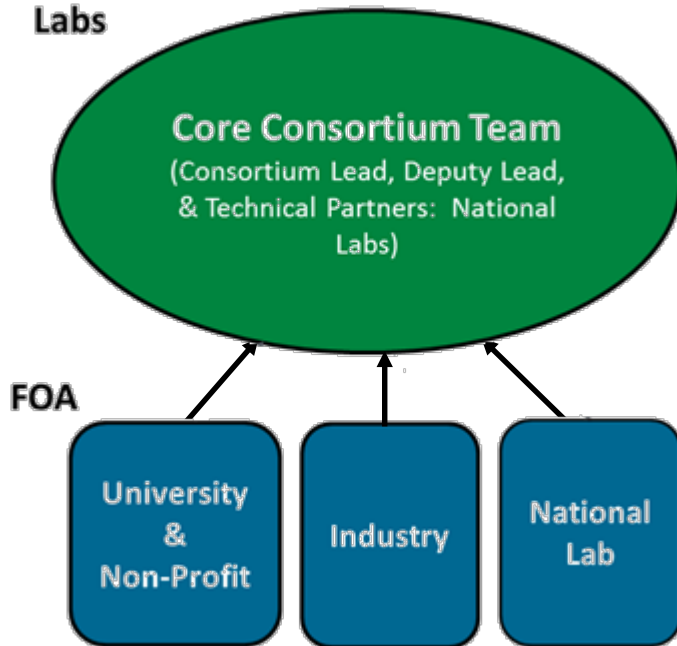 Labs
Core Consortium Team
(Consortium Lead, Deputy Lead,
& Technical Partners: National
Labs)
FOA
University
&
Non-Profit
Industry
National
Lab